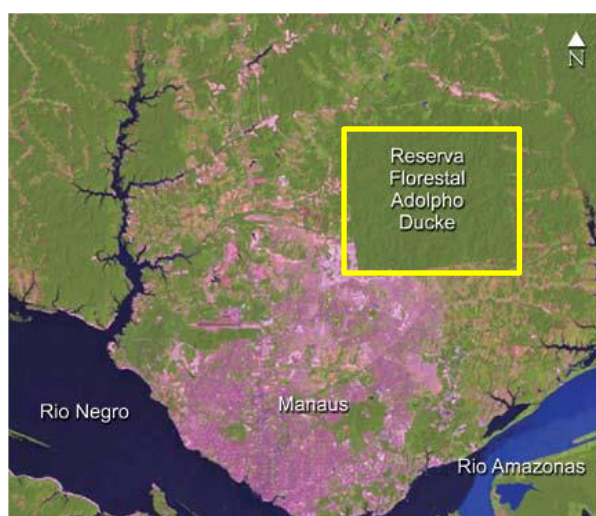 N
Reserva
Florestal
Adolpho
Ducke
Rio Negro
Manaus
Rio Amazonas